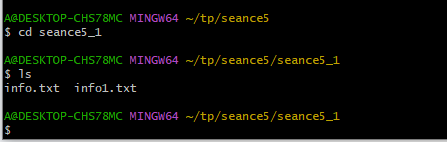 A@DESKTOP-CHS78MC MINGW64 ~/tp/seance5
$ cd seance5_1
A@DESKTOP-CHS78MC MINGW64 ~/tp/seance5/seance5_1
$ ls
info.txt  info1.txt
A@DESKTOP-CHS78MC MINGW64 ~/tp/seance5/seance5_1
$